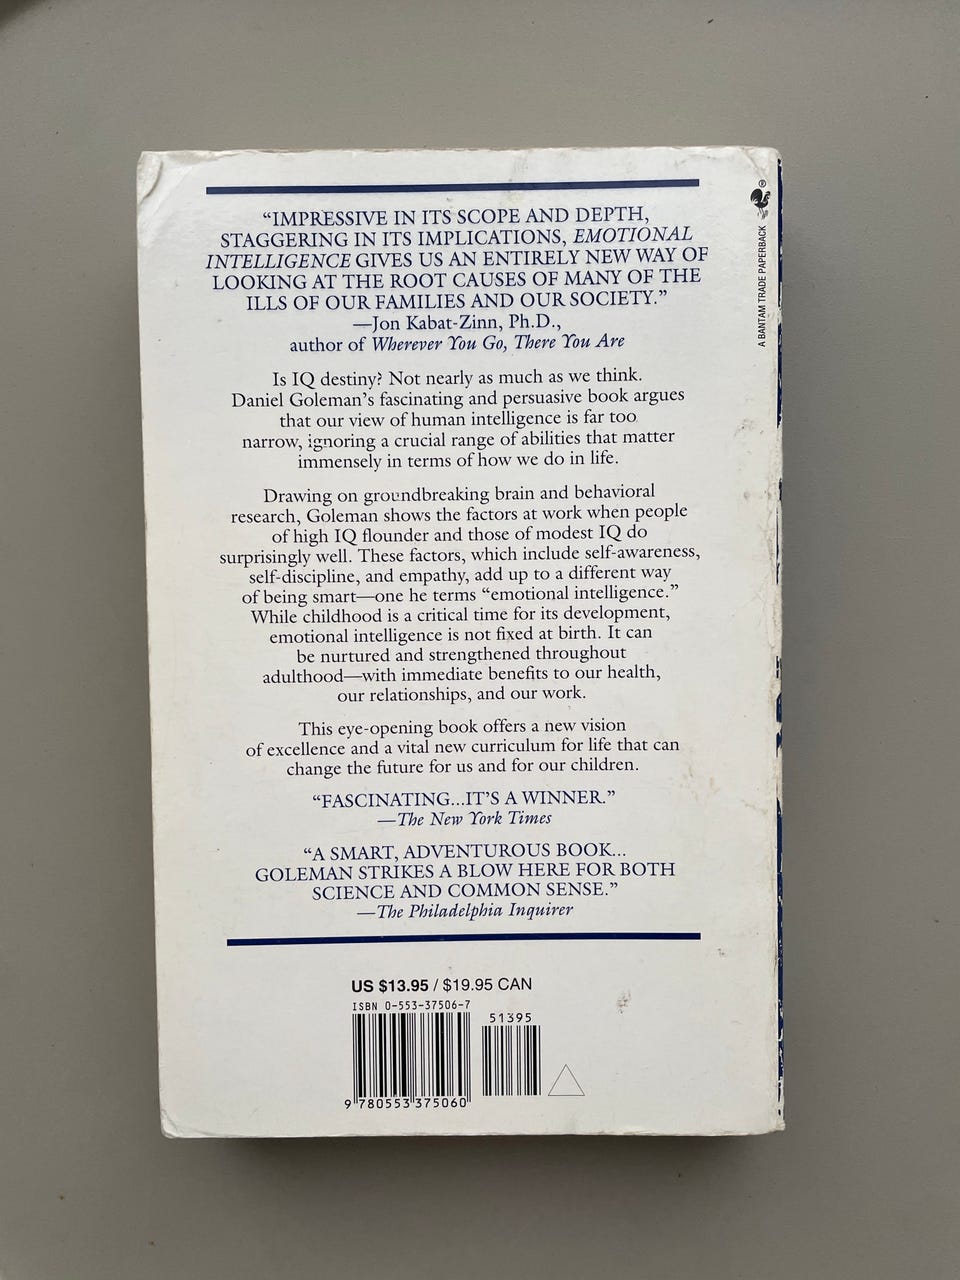 “IMPRESSIVE IN ITS SCOPE AND DEPTH,
STAGGERING IN ITS IMPLICATIONS, EMOTIONAL
INTELLIGENCE GIVES US AN ENTIRELY NEW WAY OF
LOOKING AT THE ROOT CAUSES OF MANY OF THE
ILLS OF OUR FAMILIES AND OUR SOCIETY.”
—Jon Kabat-Zinn, Ph.D.,
author of Wherever You Go, There You Are
Is IQ destiny? Not nearly as much as we think.
Daniel Goleman’s fascinating and persuasive book argues
that our view of human intelligence is far too
narrow, ignoring a crucial range of abilities that matter
immensely in terms of how we do in life.
Drawing on groundbreaking brain and behavioral
research, Goleman shows the factors at work when people
of high IQ flounder and those of modest IQ do
surprisingly well. These factors, which include self-awareness,
self-discipline, and empathy, add up to a different way
of being smart—one he terms “emotional intelligence.”
While childhood is a critical time for its development,
emotional intelligence is not fixed at birth. It can
be nurtured and strengthened throughout
adulthood—with immediate benefits to our health,
our relationships, and our work.
This eye-opening book offers a new vision
of excellence and a vital new curriculum for life that can
change the future for us and for our children.
“FASCINATING...IT’S A WINNER.”
—The New York Times
“A SMART, ADVENTUROUS BOOK...
GOLEMAN STRIKES A BLOW HERE FOR BOTH
SCIENCE AND COMMON SENSE.”
—The Philadelphia Inquirer
US $13.95 / $19.95 CAN
ISBN 0-553-37506-7
51395
9 780553 375060
®
A BANTAM TRADE PAPERBACK